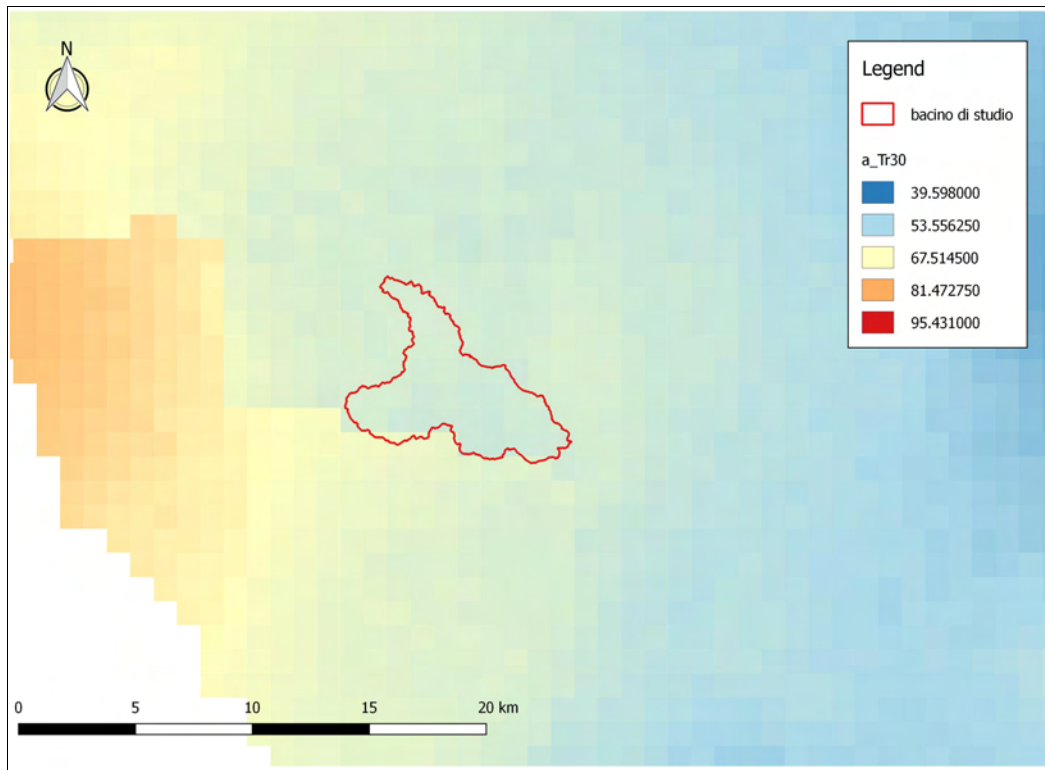 N
Legend
bacino di studio
a_Tr30
39.598000
53.556250
67.514500
81.472750
95.431000
0 5 10 15 20 km